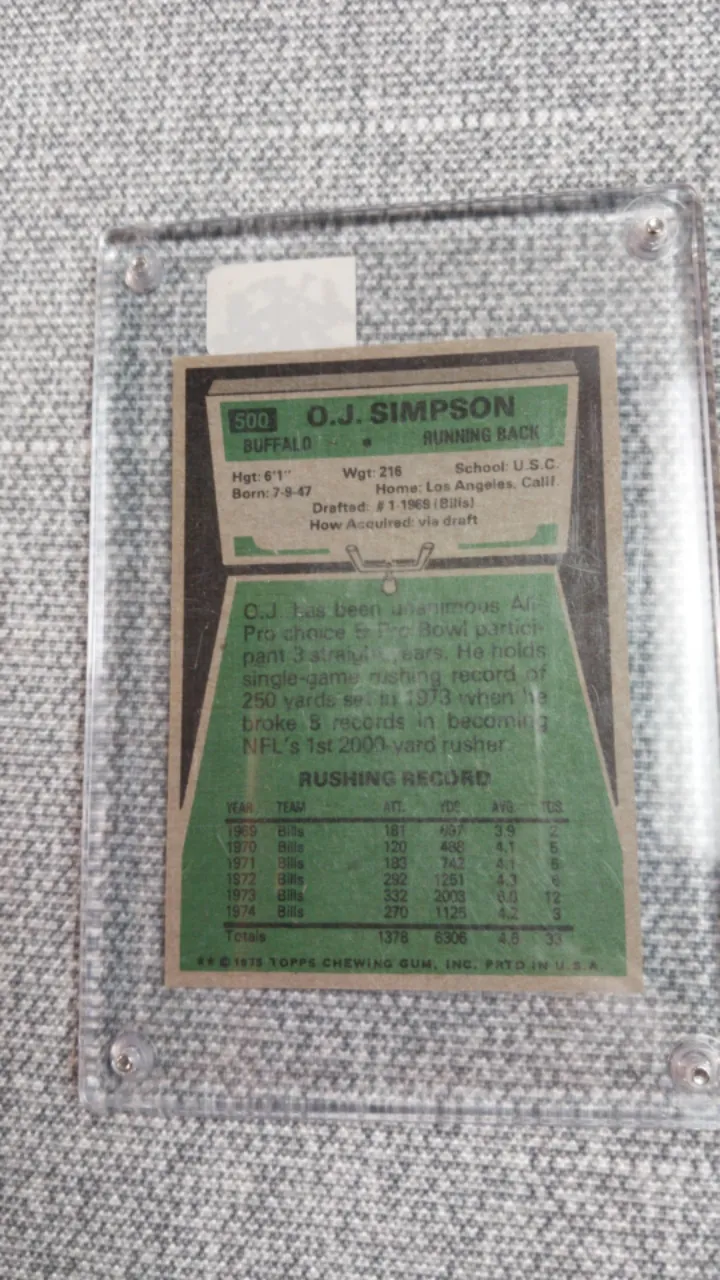 500 O.J. SIMPSON
BUFFALO • RUNNING BACK
Hgt: 6'1" Wgt: 216 School: U.S.C.
Born: 7-9-47 Home: Los Angeles, Calif.
Drafted: #1-1969 (Bills)
How Acquired: via draft
O.J. has been unanimous All-
Pro choice & Pro Bowl partici-
pant 3 straight years. He holds
single-game rushing record of
250 yards set in 1973 when he
broke 8 records in becoming
NFL's 1st 2000-yard rusher.
RUSHING RECORD
YEAR TEAM ATT. YDS. AVG. TDS.
1969 Bills 181 697 3.9 2
1970 Bills 120 488 4.1 5
1971 Bills 183 742 4.1 5
1972 Bills 292 1251 4.3 6
1973 Bills 332 2003 6.0 12
1974 Bills 270 1125 4.2 3
Totals 1378 6306 4.6 33
** © 1975 TOPPS CHEWING GUM, INC. PRTD IN U.S.A.